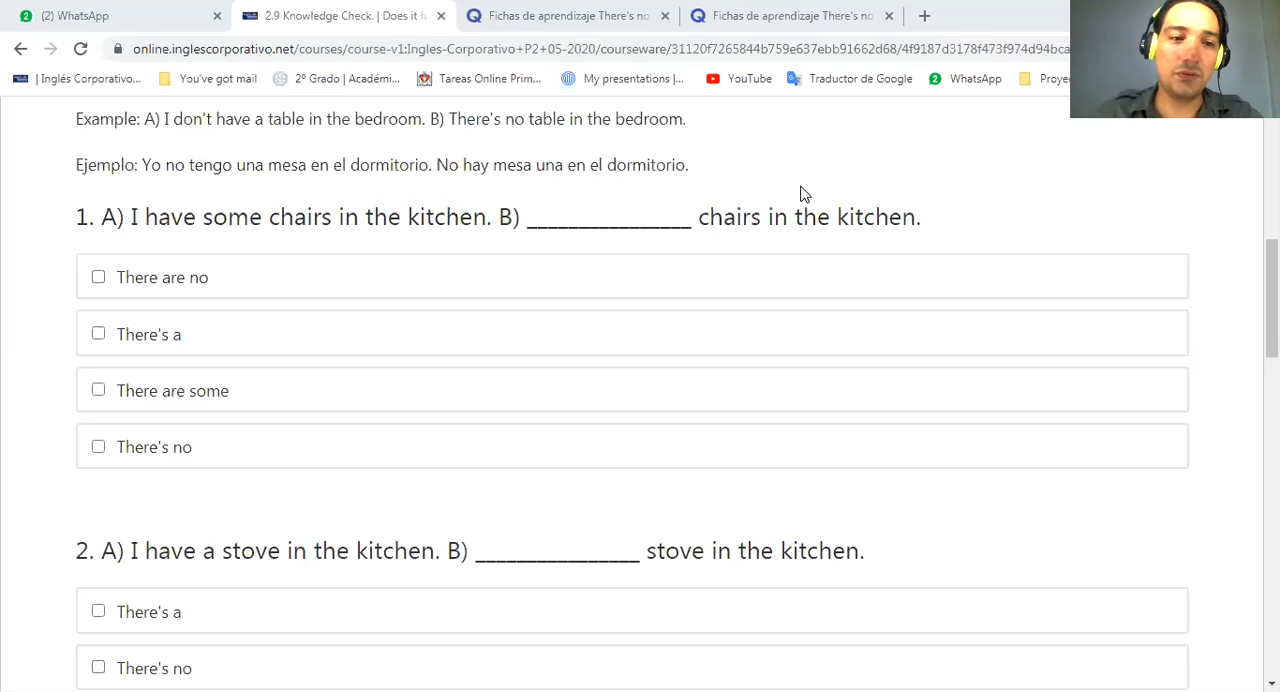 (2) WhatsApp
2.9 Knowledge Check. | Does it h
Fichas de aprendizaje There's no
Fichas de aprendizaje There's no
online.inglescorporativo.net/courses/course-v1:Ingles-Corporativo+P2+05-2020/courseware/31120f7265844b759e637ebb91662d68/4f9187d3178f473f974d94bca
| Inglés Corporativo...
You've got mail
2º Grado | Académi...
Tareas Online Prim...
My presentations |...
YouTube
Traductor de Google
WhatsApp
Proye
Example: A) I don't have a table in the bedroom. B) There's no table in the bedroom.
Ejemplo: Yo no tengo una mesa en el dormitorio. No hay mesa una en el dormitorio.
1. A) I have some chairs in the kitchen. B) ________________ chairs in the kitchen.
There are no
There's a
There are some
There's no
2. A) I have a stove in the kitchen. B) ________________ stove in the kitchen.
There's a
There's no